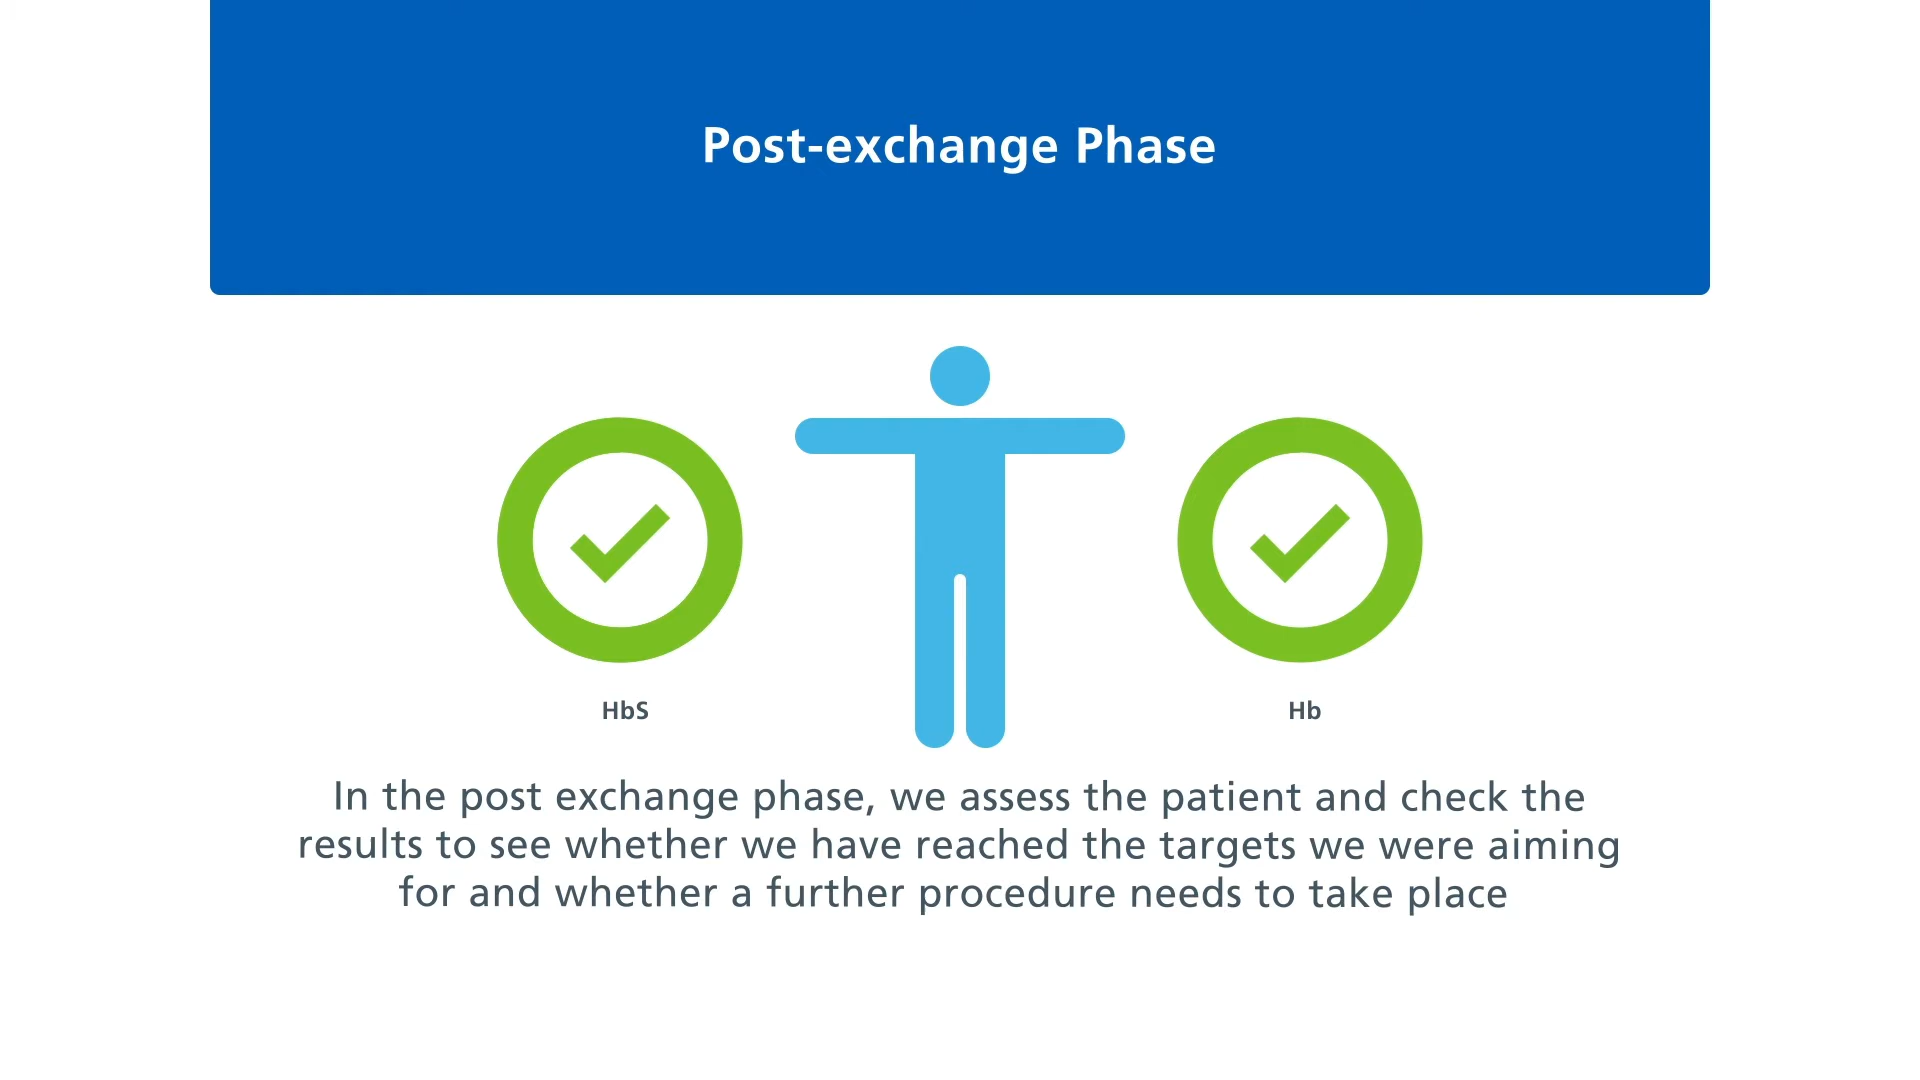 Post-exchange Phase
HbS
Hb
In the post exchange phase, we assess the patient and check the
results to see whether we have reached the targets we were aiming
for and whether a further procedure needs to take place